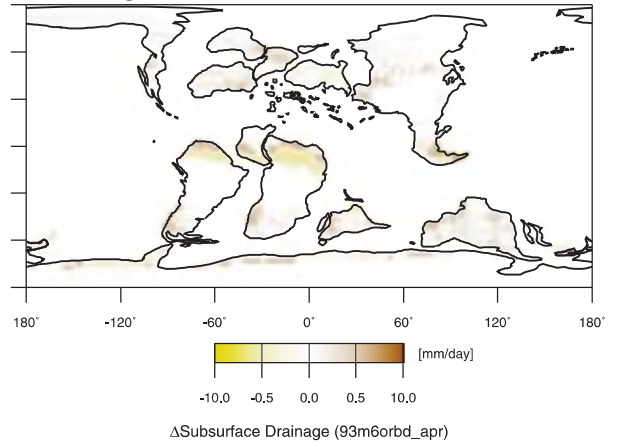 180˚ -120˚ -60˚ 0˚ 60˚ 120˚ 180˚
[mm/day]
-10.0 -0.5 0.0 0.5 10.0
ΔSubsurface Drainage (93m6orbd_apr)